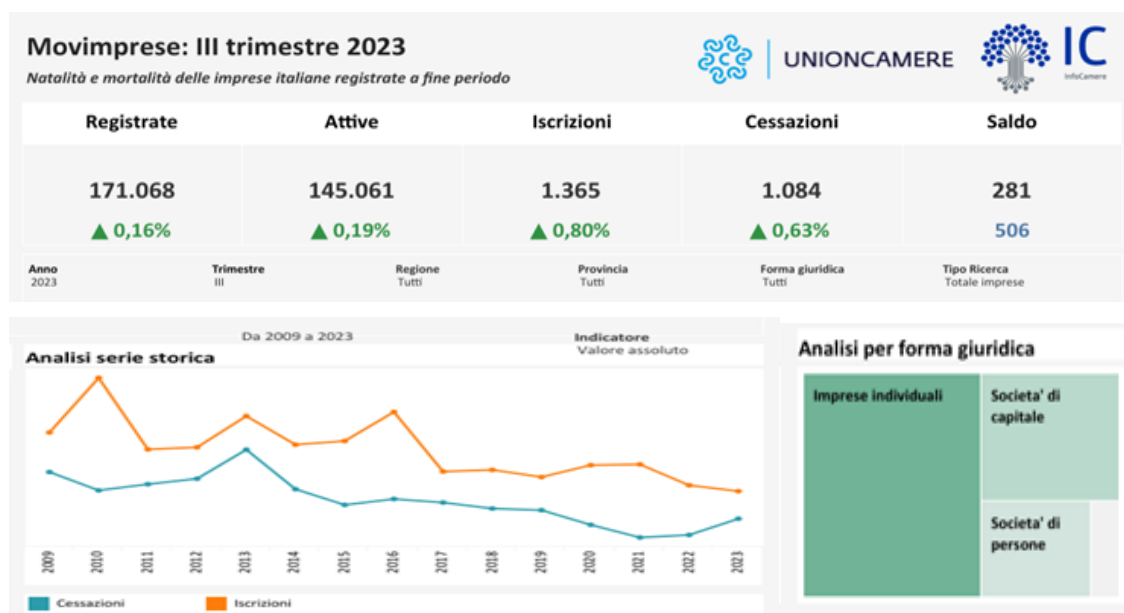 Movimprese: III trimestre 2023
Natalità e mortalità delle imprese italiane registrate a fine periodo
UNIONCAMERE
IC
InfoCamere
Registrate Attive Iscrizioni Cessazioni Saldo
171.068 145.061 1.365 1.084 281
▲ 0,16% ▲ 0,19% ▲ 0,80% ▲ 0,63% 506
Anno Trimestre Regione Provincia Forma giuridica Tipo Ricerca
2023 III Tutti Tutti Tutti Totale imprese
Da 2009 a 2023 Indicatore
Valore assoluto
Analisi serie storica
2009 2010 2011 2012 2013 2014 2015 2016 2017 2018 2019 2020 2021 2022 2023
Cessazioni Iscrizioni
Analisi per forma giuridica
Imprese individuali
Societa' di
capitale
Societa' di
persone